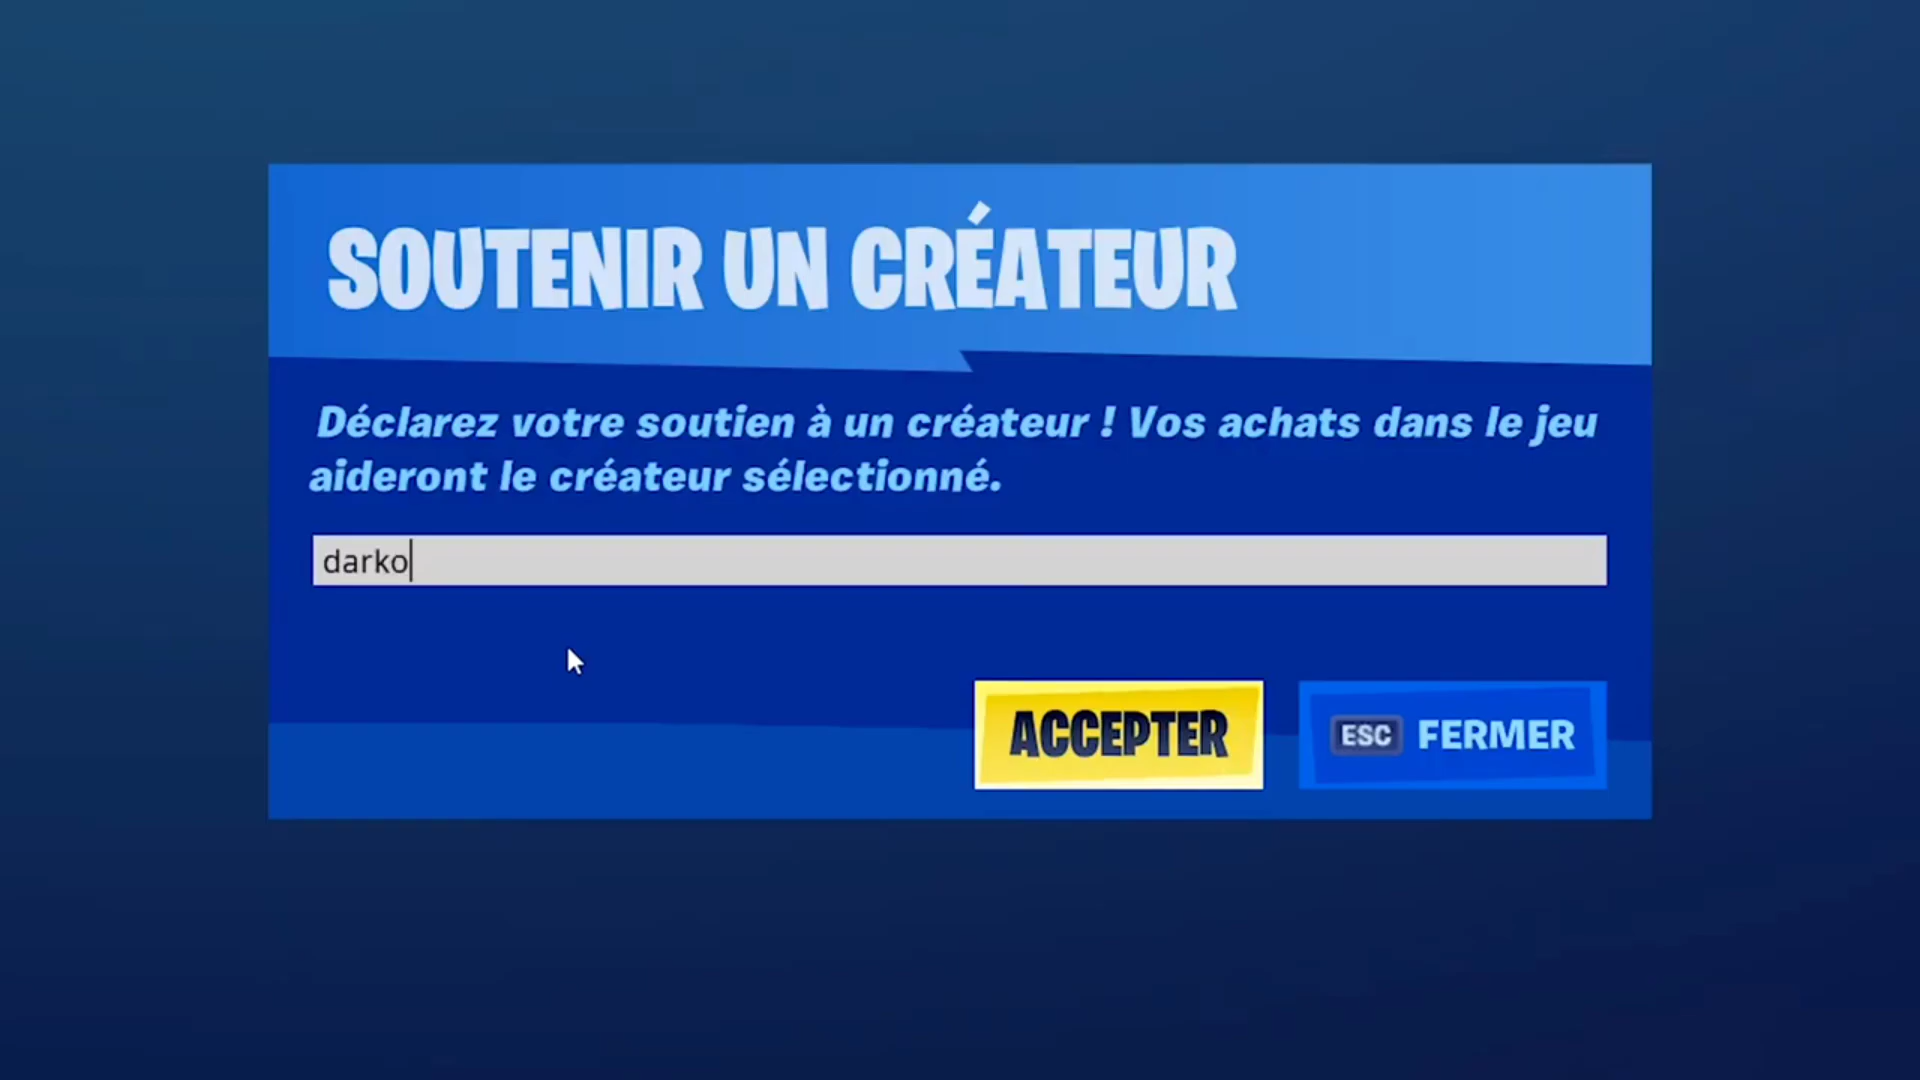 SOUTENIR UN CRÉATEUR
Déclarez votre soutien à un créateur ! Vos achats dans le jeu
aideront le créateur sélectionné.
darko
ACCEPTER
ESC FERMER